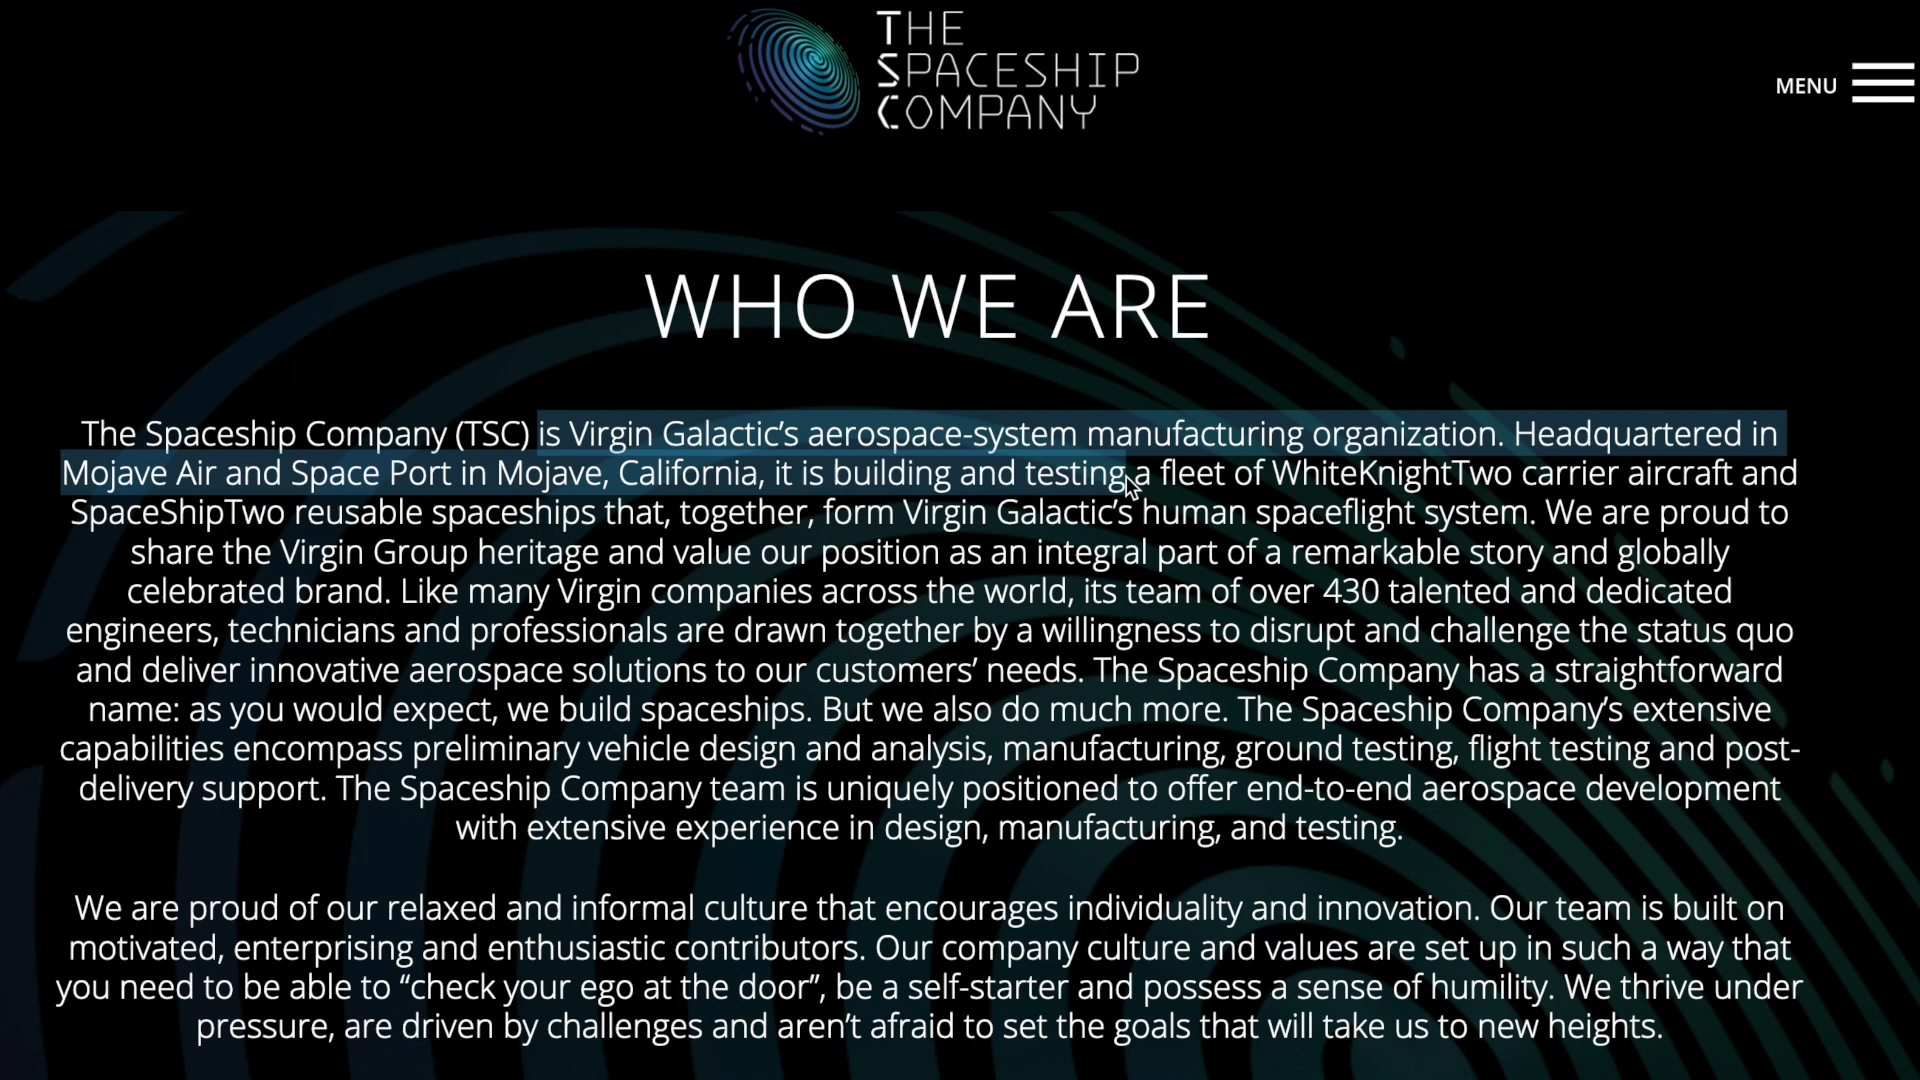 THE
SPACESHIP
COMPANY
MENU
WHO WE ARE
The Spaceship Company (TSC) is Virgin Galactic’s aerospace-system manufacturing organization. Headquartered in
Mojave Air and Space Port in Mojave, California, it is building and testing a fleet of WhiteKnightTwo carrier aircraft and
SpaceShipTwo reusable spaceships that, together, form Virgin Galactic’s human spaceflight system. We are proud to
share the Virgin Group heritage and value our position as an integral part of a remarkable story and globally
celebrated brand. Like many Virgin companies across the world, its team of over 430 talented and dedicated
engineers, technicians and professionals are drawn together by a willingness to disrupt and challenge the status quo
and deliver innovative aerospace solutions to our customers’ needs. The Spaceship Company has a straightforward
name: as you would expect, we build spaceships. But we also do much more. The Spaceship Company’s extensive
capabilities encompass preliminary vehicle design and analysis, manufacturing, ground testing, flight testing and post-
delivery support. The Spaceship Company team is uniquely positioned to offer end-to-end aerospace development
with extensive experience in design, manufacturing, and testing.
We are proud of our relaxed and informal culture that encourages individuality and innovation. Our team is built on
motivated, enterprising and enthusiastic contributors. Our company culture and values are set up in such a way that
you need to be able to “check your ego at the door”, be a self-starter and possess a sense of humility. We thrive under
pressure, are driven by challenges and aren’t afraid to set the goals that will take us to new heights.